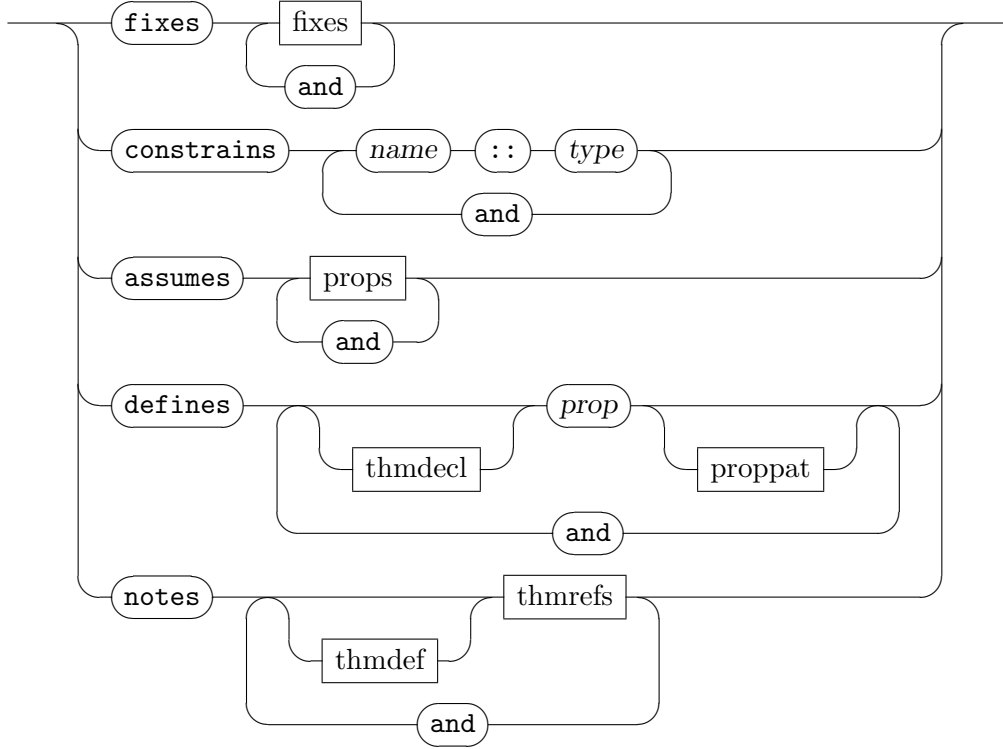 fixes fixes
and
constrains name :: type
and
assumes props
and
defines prop
thmdecl proppat
and
notes thmrefs
thmdef
and